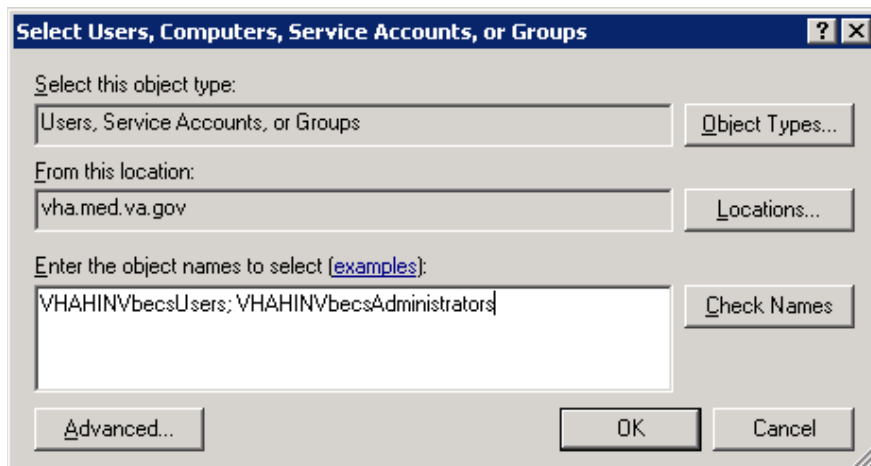 Select Users, Computers, Service Accounts, or Groups
Select this object type:
Users, Service Accounts, or Groups
Object Types...
From this location:
vha.med.va.gov
Locations...
Enter the object names to select (examples):
VHAHINVbecsUsers; VHAHINVbecsAdministrators
Check Names
Advanced...
OK
Cancel